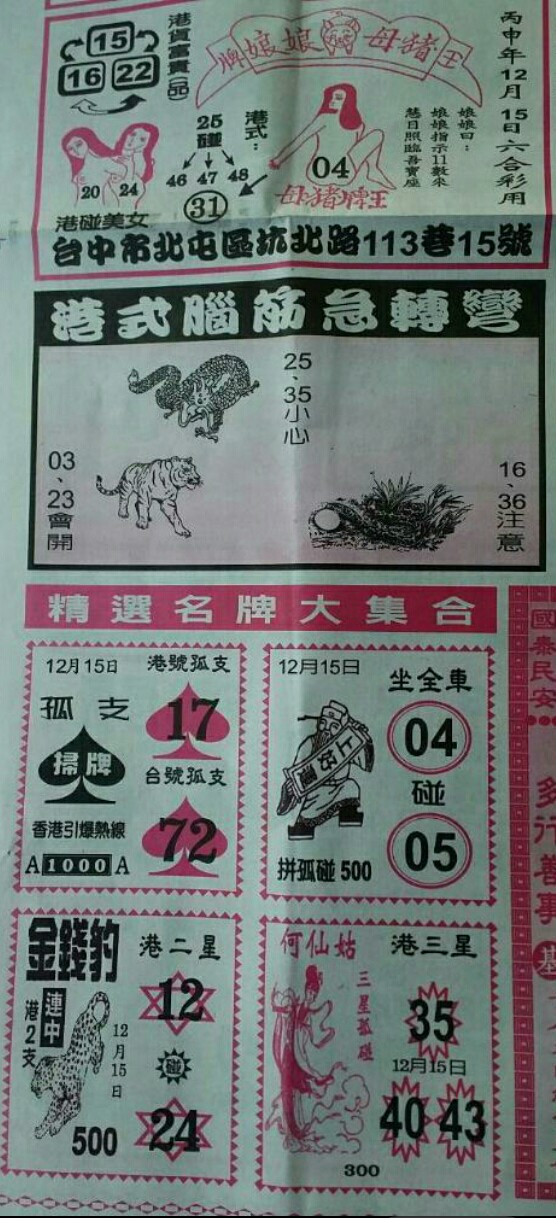 丙申年12月15日六合彩用
王母豬娘娘牌
娘娘曰：
娘娘指示11數來
慧日照臨吾寶座
04
母豬牌王
港式：
25
碰
46 47 48
31
港貨富貴(品)
15
16 22
20 24
港碰美女
台中市北屯區坑北路113巷15號
港式腦筋急轉彎
25、35小心
03、23會開
16、36注意
精選名牌大集合
12月15日
港號孤支
孤支
17
掃牌
台號孤支
72
香港引爆熱線
A 1000 A
12月15日
坐全車
04
上好運
碰
05
拼孤碰 500
金錢豹
港二星
連中
港2支
12
12月15日
碰
24
500
何仙姑
港三星
三星孤碰
35
12月15日
40 43
300
國泰民安
多行善事